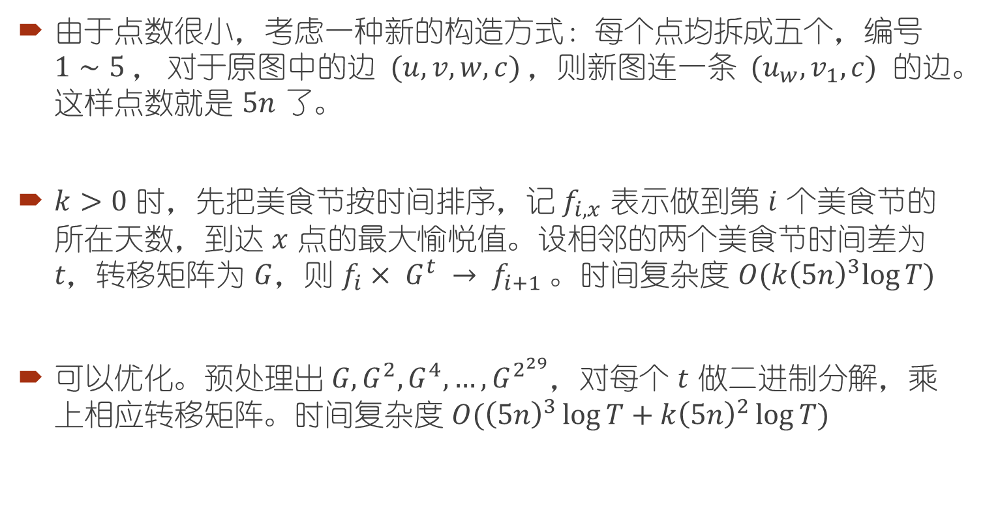 由于点数很小，考虑一种新的构造方式：每个点均拆成五个，编号
1 ~ 5 ， 对于原图中的边 (u, v, w, c) ， 则新图连一条 (u_w, v_1, c) 的边。
这样点数就是 5n 了。
k > 0 时，先把美食节按时间排序，记 f_{i,x} 表示做到第 i 个美食节的
所在天数，到达 x 点的最大愉悦值。设相邻的两个美食节时间差为
t，转移矩阵为 G，则 f_i × G^t → f_{i+1} 。时间复杂度 O(k(5n)^3 log T)
可以优化。预处理出 G, G^2, G^4, … , G^{2^{29}}，对每个 t 做二进制分解，乘
上相应转移矩阵。时间复杂度 O((5n)^3 log T + k(5n)^2 log T)